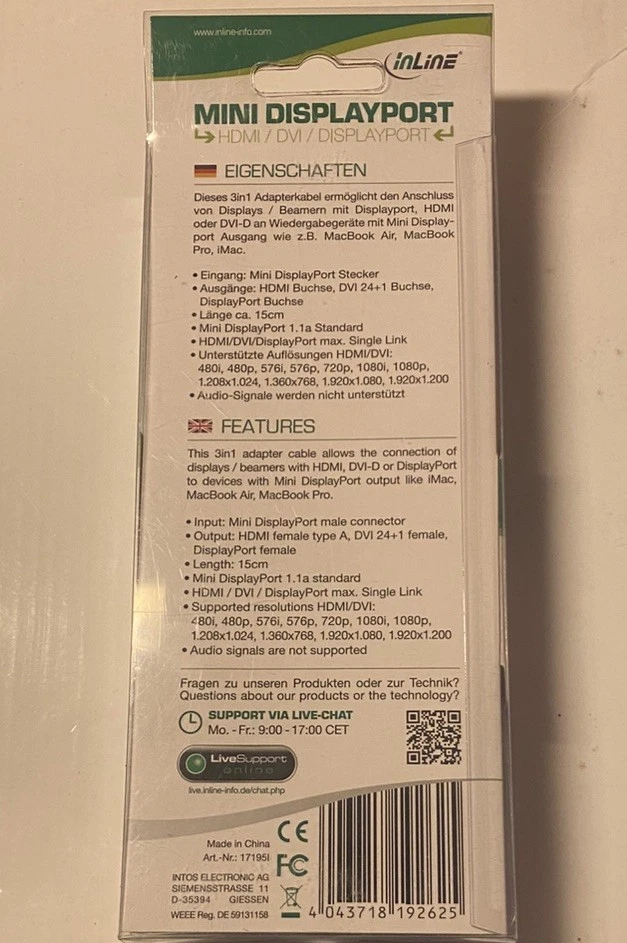 www.inline-info.com
inLine®
MINI DISPLAYPORT
HDMI / DVI / DISPLAYPORT
EIGENSCHAFTEN
Dieses 3in1 Adapterkabel ermöglicht den Anschluss
von Displays / Beamern mit Displayport, HDMI
oder DVI-D an Wiedergabegeräte mit Mini Display-
port Ausgang wie z.B. MacBook Air, MacBook
Pro, iMac.
• Eingang: Mini DisplayPort Stecker
• Ausgänge: HDMI Buchse, DVI 24+1 Buchse,
DisplayPort Buchse
• Länge ca. 15cm
• Mini DisplayPort 1.1a Standard
• HDMI/DVI/DisplayPort max. Single Link
• Unterstützte Auflösungen HDMI/DVI:
480i, 480p, 576i, 576p, 720p, 1080i, 1080p,
1.208x1.024, 1.360x768, 1.920x1.080, 1.920x1.200
• Audio-Signale werden nicht unterstützt
FEATURES
This 3in1 adapter cable allows the connection of
displays / beamers with HDMI, DVI-D or DisplayPort
to devices with Mini DisplayPort output like iMac,
MacBook Air, MacBook Pro.
• Input: Mini DisplayPort male connector
• Output: HDMI female type A, DVI 24+1 female,
DisplayPort female
• Length: 15cm
• Mini DisplayPort 1.1a standard
• HDMI / DVI / DisplayPort max. Single Link
• Supported resolutions HDMI/DVI:
480i, 480p, 576i, 576p, 720p, 1080i, 1080p,
1.208x1.024, 1.360x768, 1.920x1.080, 1.920x1.200
• Audio signals are not supported
Fragen zu unseren Produkten oder zur Technik?
Questions about our products or the technology?
SUPPORT VIA LIVE-CHAT
Mo. - Fr.: 9:00 - 17:00 CET
LiveSupport
online
live.inline-info.de/chat.php
CE
Made in China
Art.-Nr.: 17195I
FC
INTOS ELECTRONIC AG
SIEMENSSTRASSE 11
D-35394 GIESSEN
WEEE Reg. DE 59131158
4 043718 192625